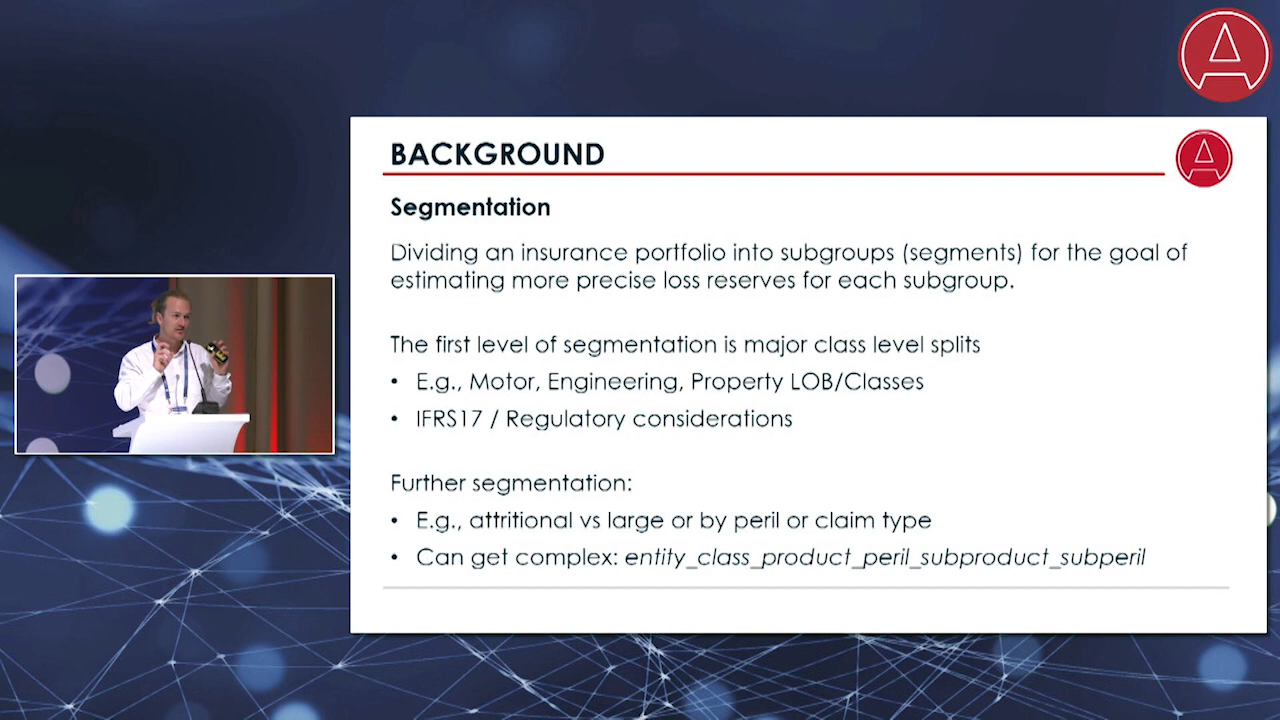 BACKGROUND
Segmentation
Dividing an insurance portfolio into subgroups (segments) for the goal of
estimating more precise loss reserves for each subgroup.
The first level of segmentation is major class level splits
• E.g., Motor, Engineering, Property LOB/Classes
• IFRS17 / Regulatory considerations
Further segmentation:
• E.g., attritional vs large or by peril or claim type
• Can get complex: entity_class_product_peril_subproduct_subperil